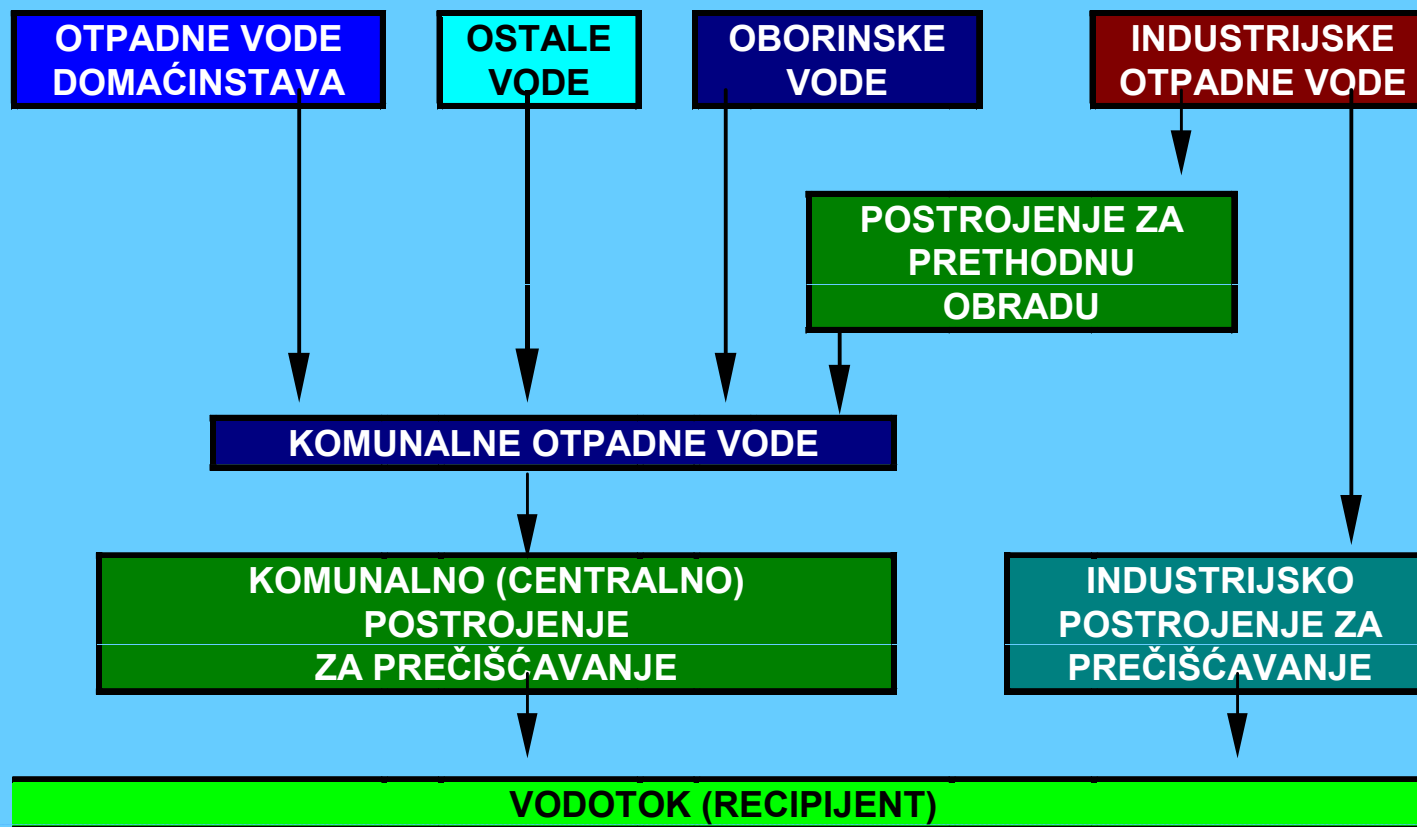 OTPADNE VODE
DOMAĆINSTAVA
OSTALE
VODE
OBORINSKE
VODE
INDUSTRIJSKE
OTPADNE VODE
POSTROJENJE ZA
PRETHODNU
OBRADU
KOMUNALNE OTPADNE VODE
KOMUNALNO (CENTRALNO)
POSTROJENJE
ZA PREČIŠĆAVANJE
INDUSTRIJSKO
POSTROJENJE ZA
PREČIŠĆAVANJE
VODOTOK (RECIPIJENT)